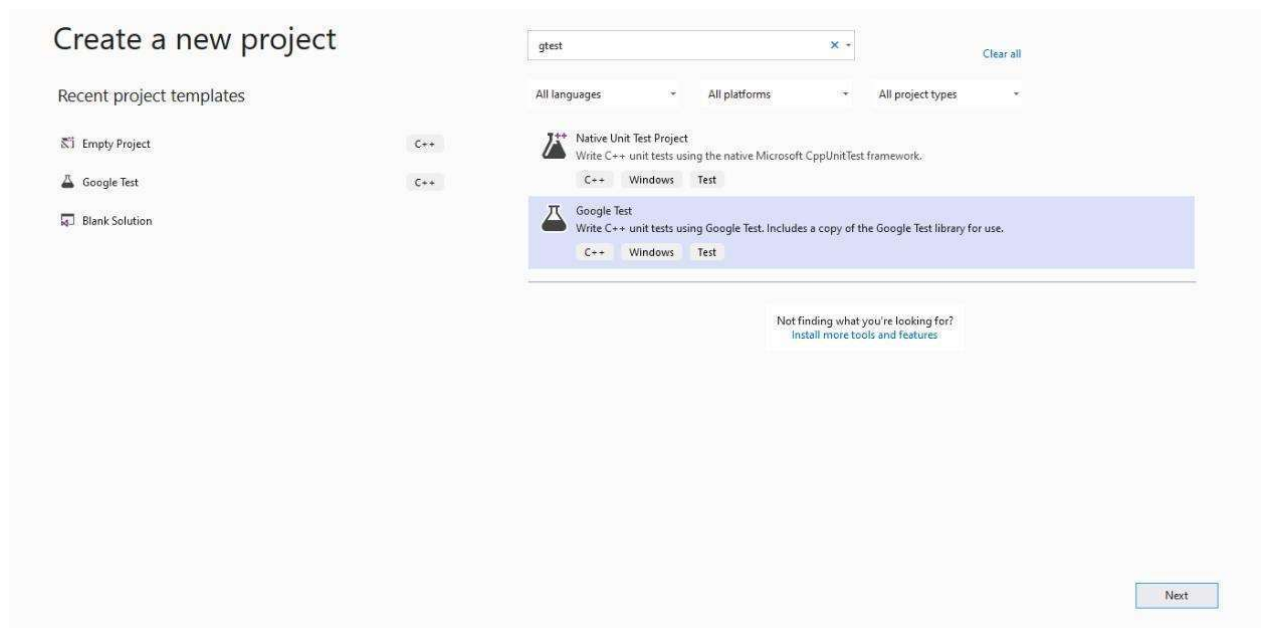 Create a new project
Recent project templates
Empty Project C++
Google Test C++
Blank Solution
gtest
Clear all
All languages All platforms All project types
Native Unit Test Project
Write C++ unit tests using the native Microsoft CppUnitTest framework.
C++ Windows Test
Google Test
Write C++ unit tests using Google Test. Includes a copy of the Google Test library for use.
C++ Windows Test
Not finding what you're looking for?
Install more tools and features
Next